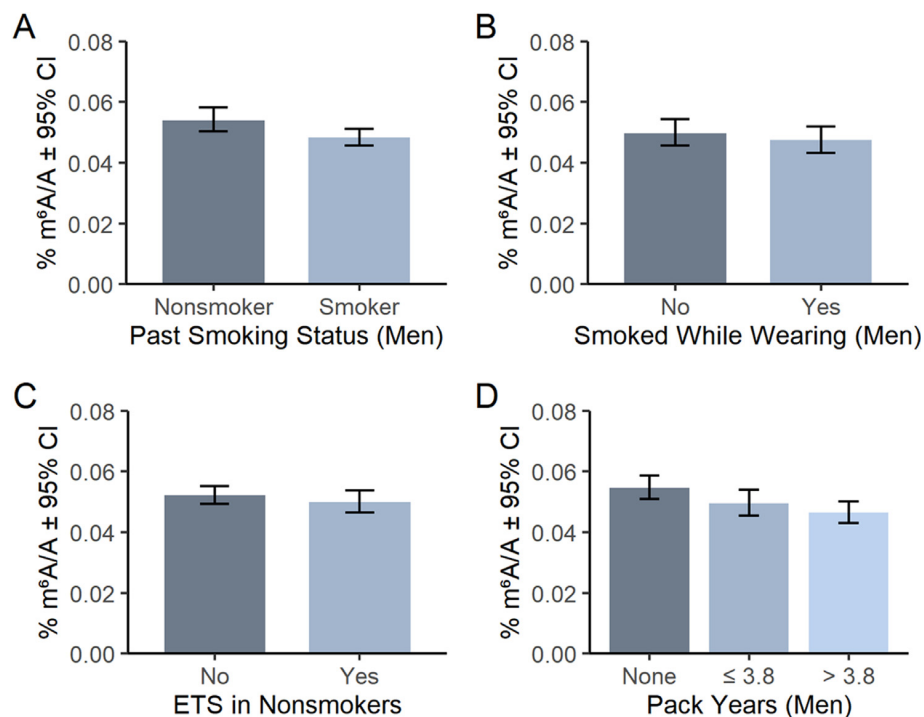 A
% m⁶A/A ± 95% CI
0.08
0.06
0.04
0.02
0.00
Nonsmoker Smoker
Past Smoking Status (Men)
B
% m⁶A/A ± 95% CI
0.08
0.06
0.04
0.02
0.00
No Yes
Smoked While Wearing (Men)
C
% m⁶A/A ± 95% CI
0.08
0.06
0.04
0.02
0.00
No Yes
ETS in Nonsmokers
D
% m⁶A/A ± 95% CI
0.08
0.06
0.04
0.02
0.00
None ≤ 3.8 > 3.8
Pack Years (Men)